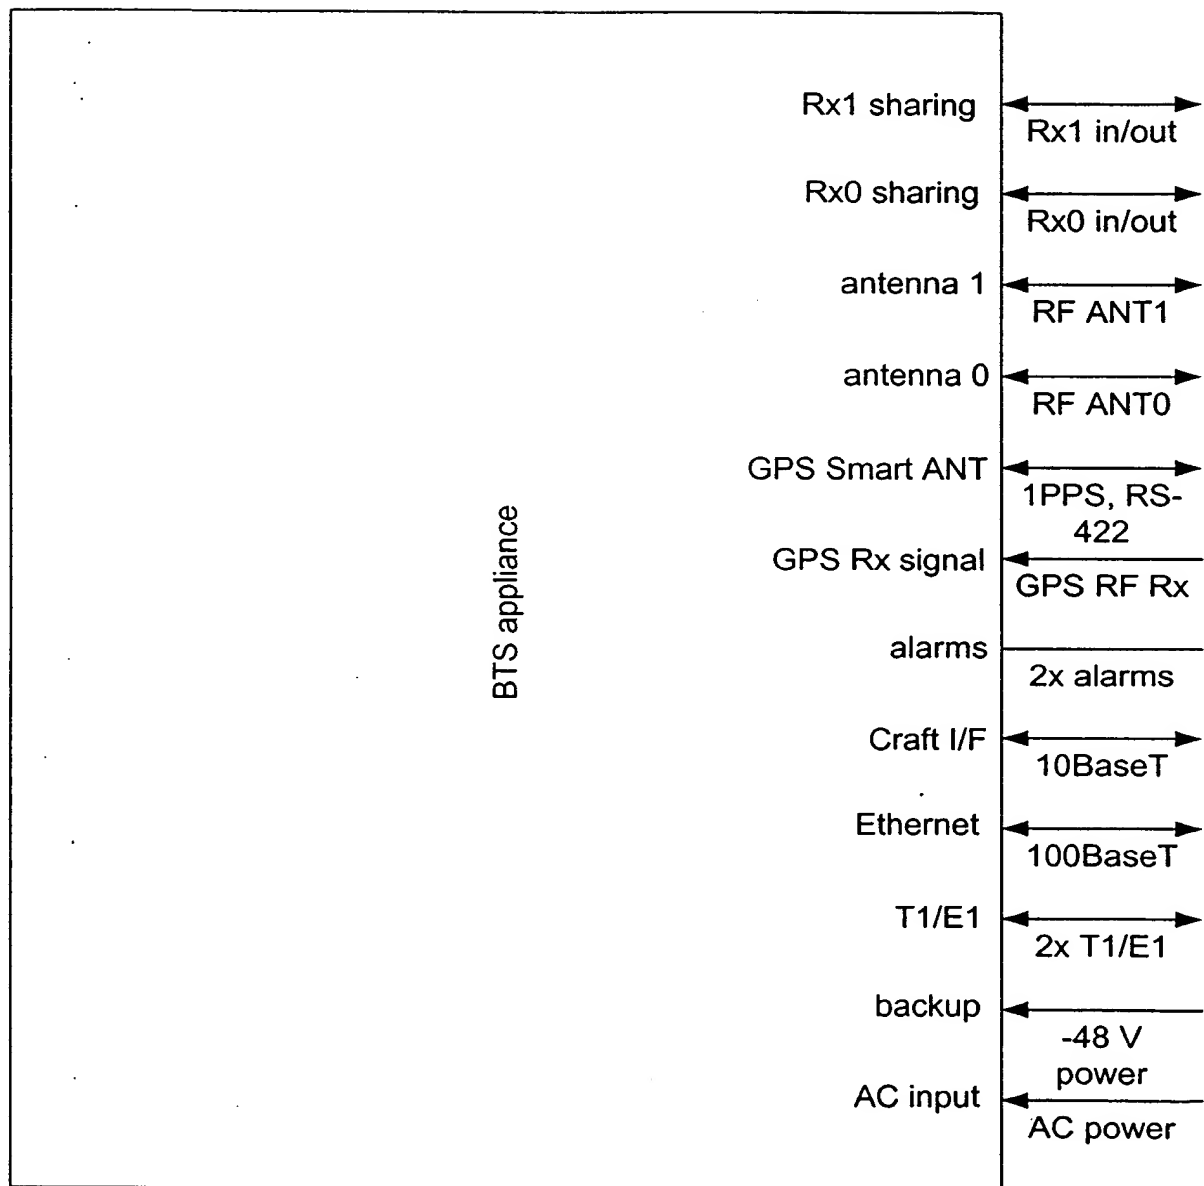 Rx1 sharing
Rx1 in/out
Rx0 sharing
Rx0 in/out
antenna 1
RF ANT1
antenna 0
RF ANT0
GPS Smart ANT
1PPS, RS-
422
GPS Rx signal
GPS RF Rx
alarms
2x alarms
Craft I/F
10BaseT
Ethernet
100BaseT
T1/E1
2x T1/E1
backup
-48 V
power
AC input
AC power
BTS appliance